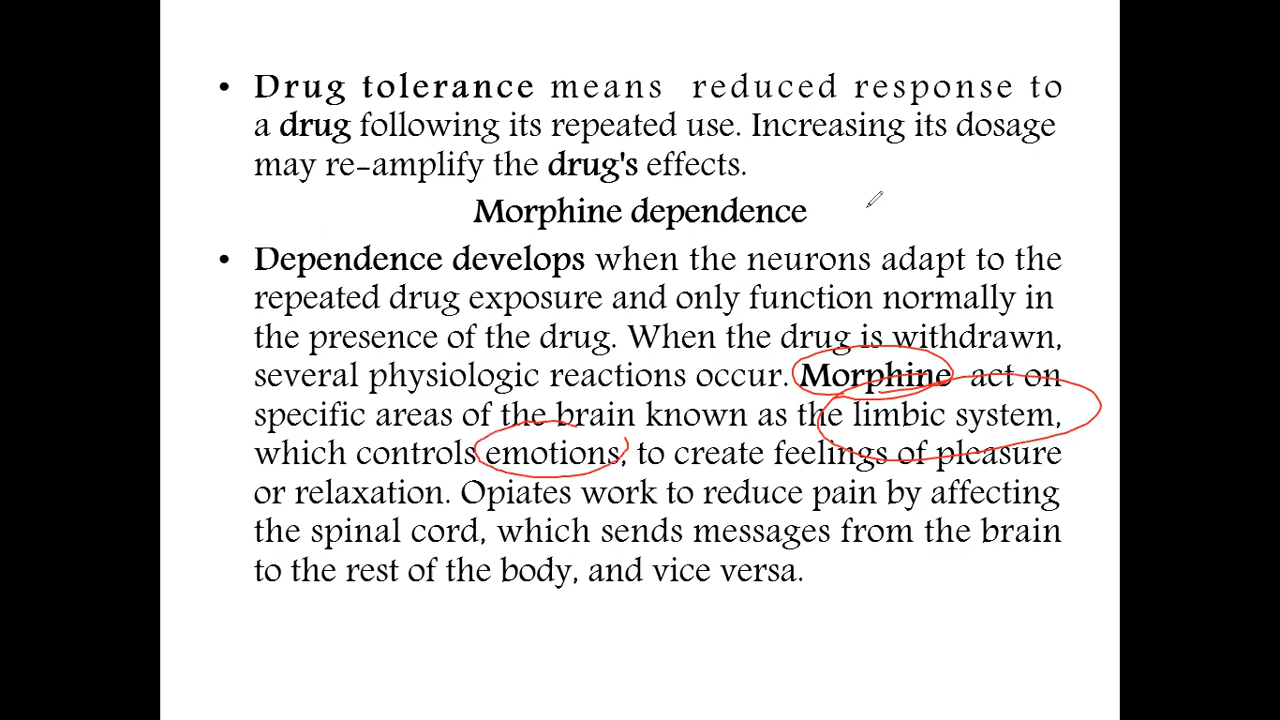 • Drug tolerance means reduced response to
a drug following its repeated use. Increasing its dosage
may re-amplify the drug's effects.
Morphine dependence
• Dependence develops when the neurons adapt to the
repeated drug exposure and only function normally in
the presence of the drug. When the drug is withdrawn,
several physiologic reactions occur. Morphine act on
specific areas of the brain known as the limbic system,
which controls emotions, to create feelings of pleasure
or relaxation. Opiates work to reduce pain by affecting
the spinal cord, which sends messages from the brain
to the rest of the body, and vice versa.